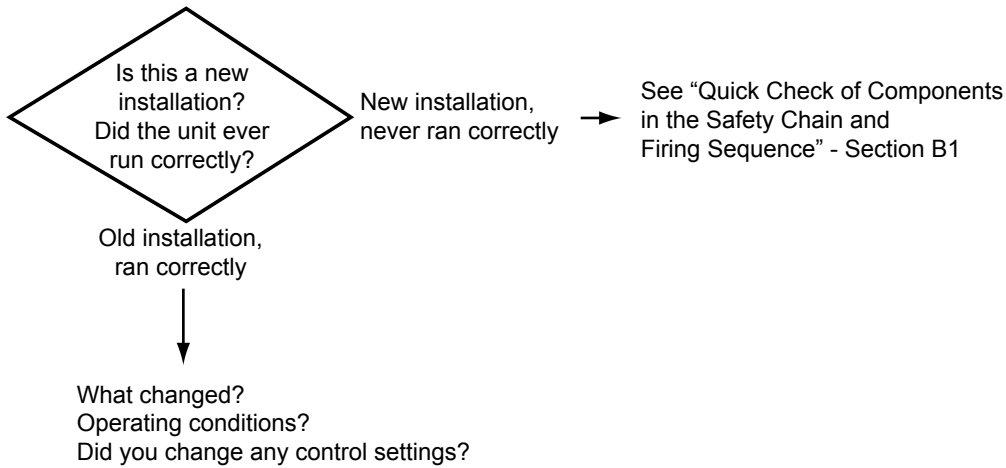 Is this a new
installation?
Did the unit ever
run correctly?
New installation,
never ran correctly
See “Quick Check of Components
in the Safety Chain and
Firing Sequence” - Section B1
Old installation,
ran correctly
What changed?
Operating conditions?
Did you change any control settings?